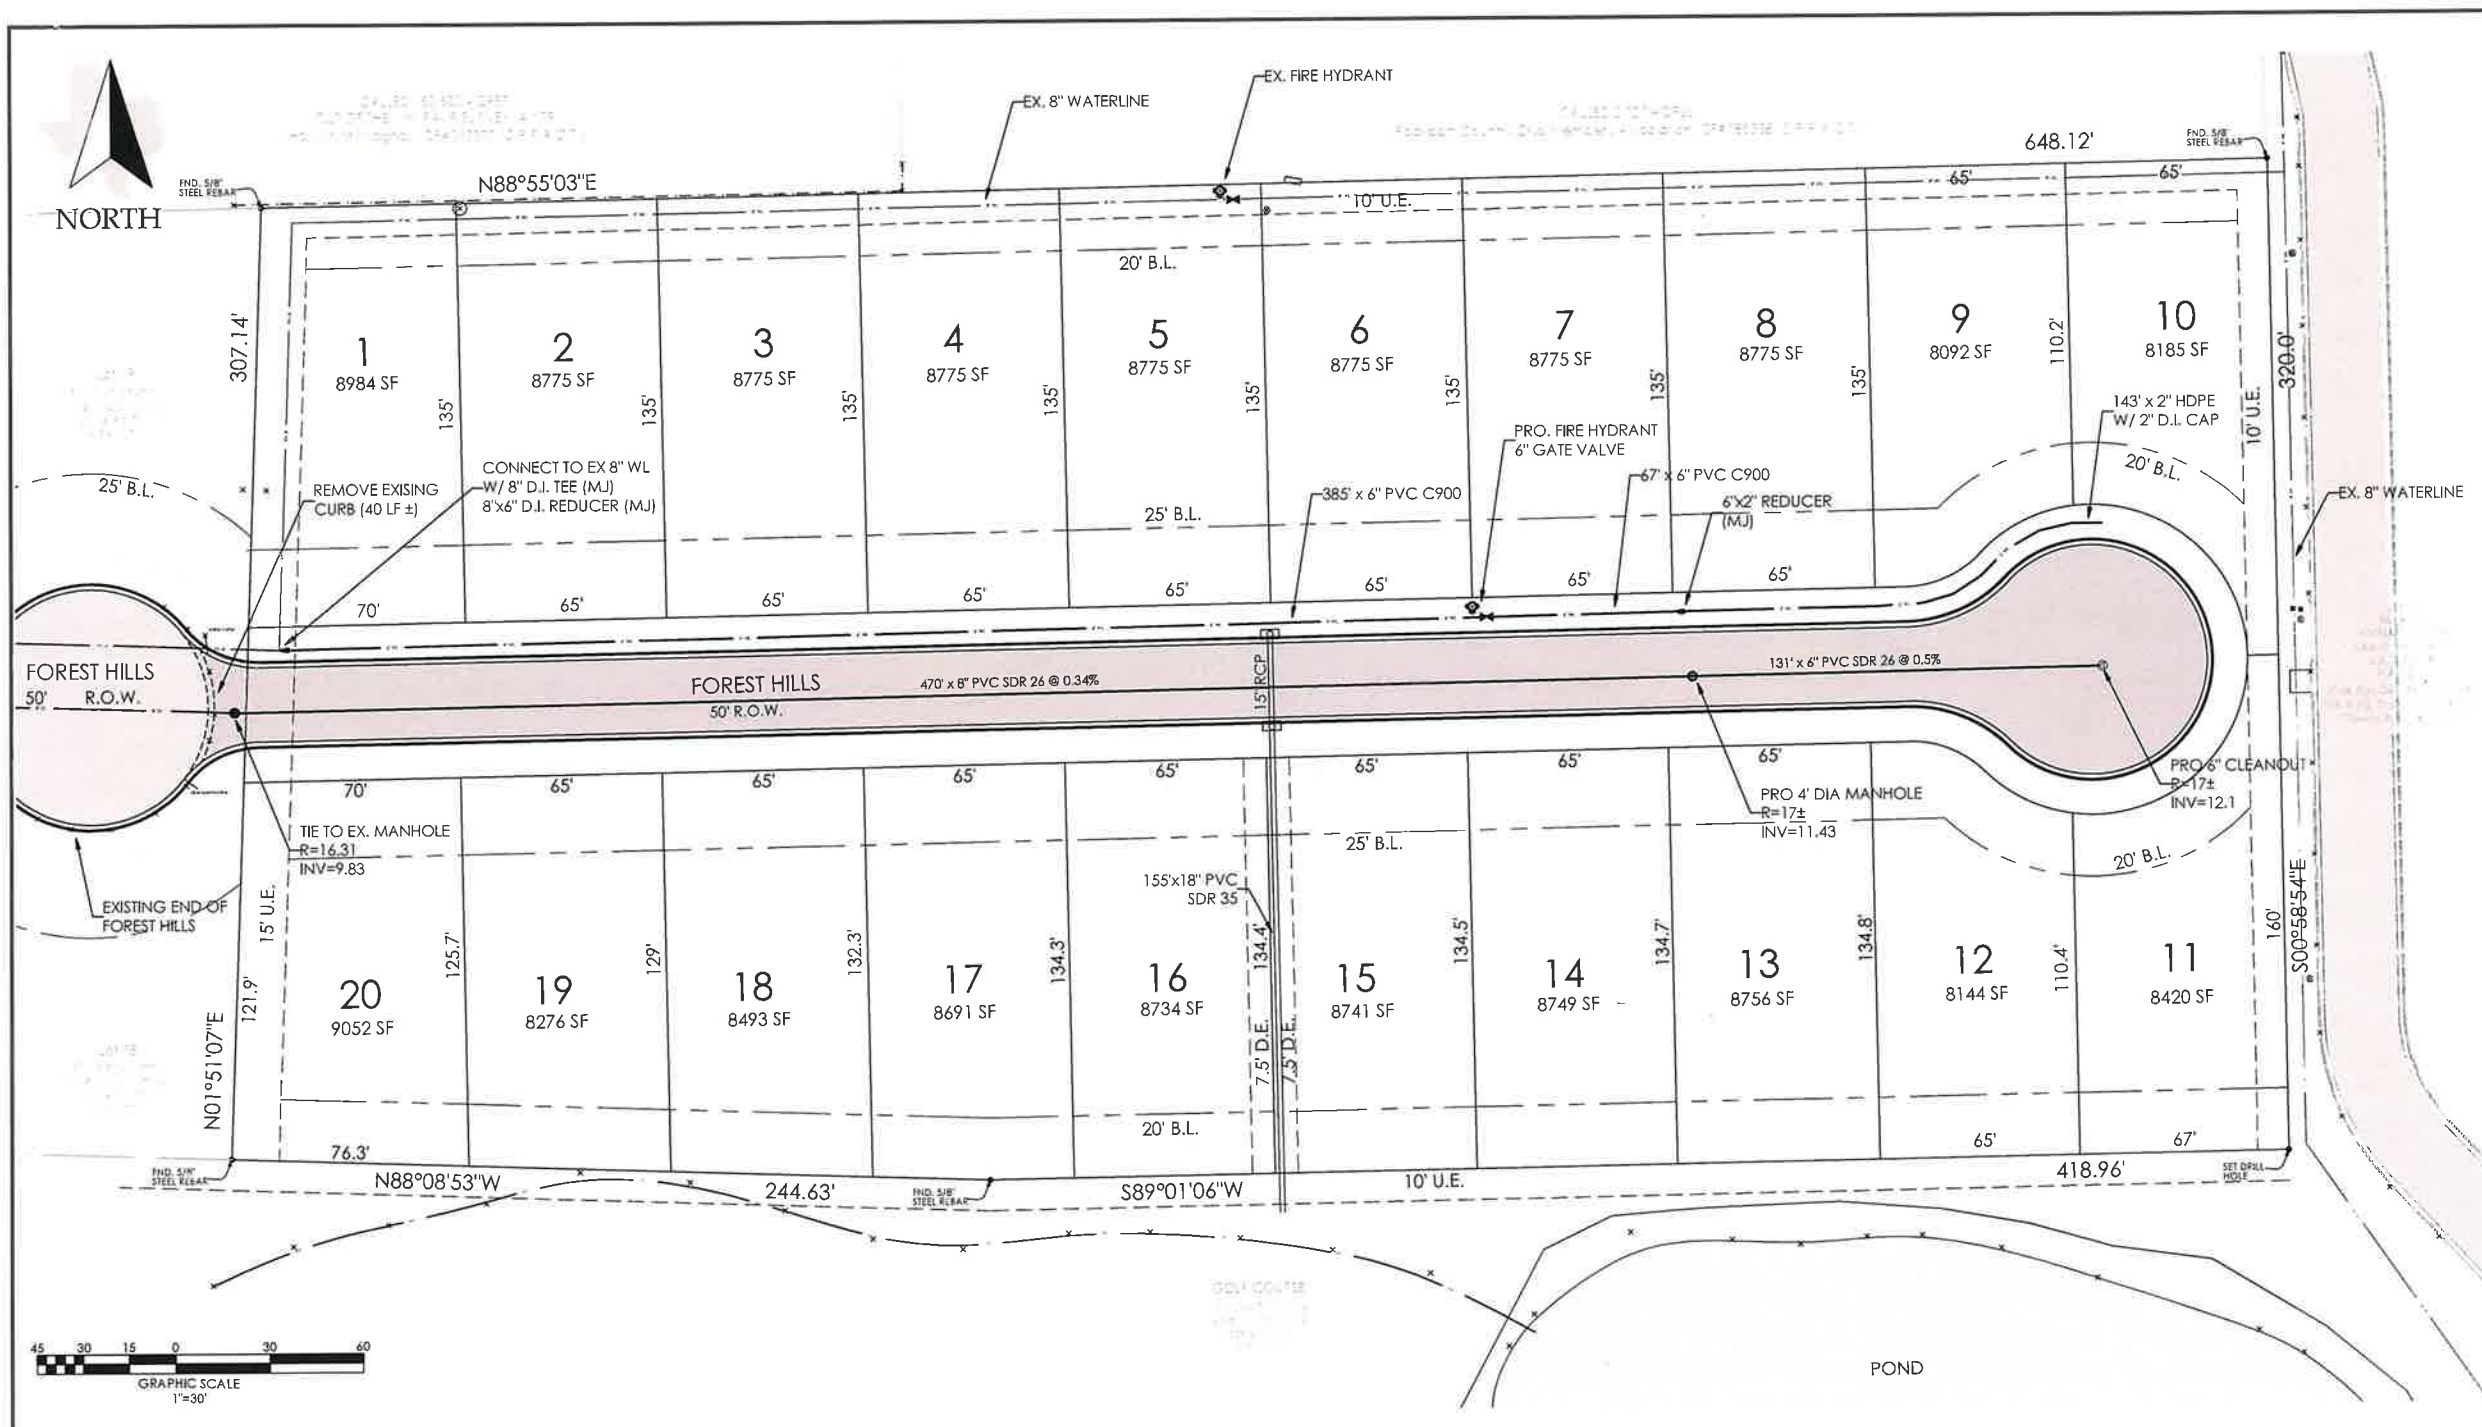 EX. FIRE HYDRANT
EX. 8" WATERLINE
648.12'
FND. 5/8"
STEEL REBAR
FND. 5/8"
STEEL REBAR
N88°55'03"E
NORTH
65'
65'
10' U.E.
20' B.L.
307.14'
1
8984 SF
2
8775 SF
3
8775 SF
4
8775 SF
5
8775 SF
6
8775 SF
7
8775 SF
8
8775 SF
9
8092 SF
10
8185 SF
135'
135'
135'
135'
135'
135'
135'
135'
110.2'
10' U.E.
320.0'
143' x 2" HDPE
W/ 2" D.I. CAP
PRO. FIRE HYDRANT
6" GATE VALVE
CONNECT TO EX 8" WL
W/ 8" D.I. TEE (MJ)
8"x6" D.I. REDUCER (MJ)
REMOVE EXISING
CURB (40 LF ±)
25' B.L.
385' x 6" PVC C900
67' x 6" PVC C900
6"x2" REDUCER
(MJ)
20' B.L.
EX. 8" WATERLINE
25' B.L.
70'
65'
65'
65'
65'
65'
65'
65'
FOREST HILLS
50' R.O.W.
FOREST HILLS
50' R.O.W.
470' x 8" PVC SDR 26 @ 0.34%
15" RCP
131' x 6" PVC SDR 26 @ 0.5%
70'
65'
65'
65'
65'
65'
65'
65'
PRO 6" CLEANOUT
R=17±
INV=12.1
PRO 4' DIA MANHOLE
R=17±
INV=11.43
TIE TO EX. MANHOLE
R=16.31
INV=9.83
25' B.L.
20' B.L.
EXISTING END OF
FOREST HILLS
15' U.E.
155'x18" PVC
SDR 35
121.9'
125.7'
129'
132.3'
134.3'
134.4'
134.5'
134.7'
134.8'
110.4'
160'
S00°58'54"E
20
9052 SF
19
8276 SF
18
8493 SF
17
8691 SF
16
8734 SF
15
8741 SF
14
8749 SF
13
8756 SF
12
8144 SF
11
8420 SF
N01°51'07"E
7.5' D.E.
7.5' D.E.
20' B.L.
76.3'
65'
67'
FND. 5/8"
STEEL REBAR
N88°08'53"W
244.63'
FND. 5/8"
STEEL REBAR
S89°01'06"W
10' U.E.
418.96'
SET DRILL
HOLE
POND
45 30 15 0 30 60
GRAPHIC SCALE
1"=30'